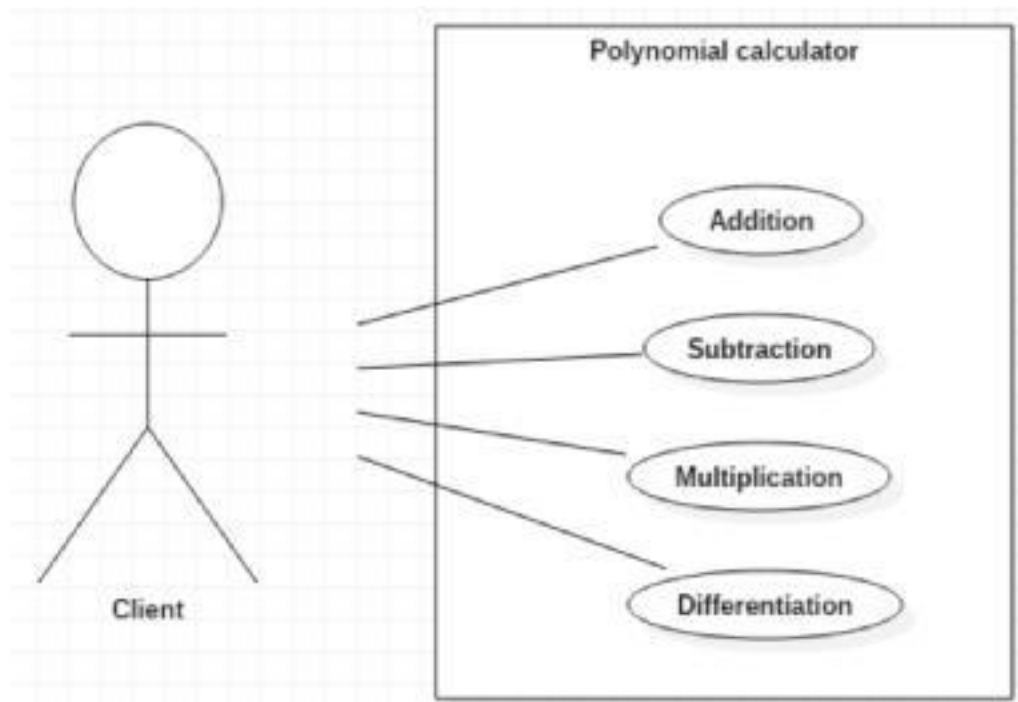 Polynomial calculator
Addition
Subtraction
Multiplication
Differentiation
Client